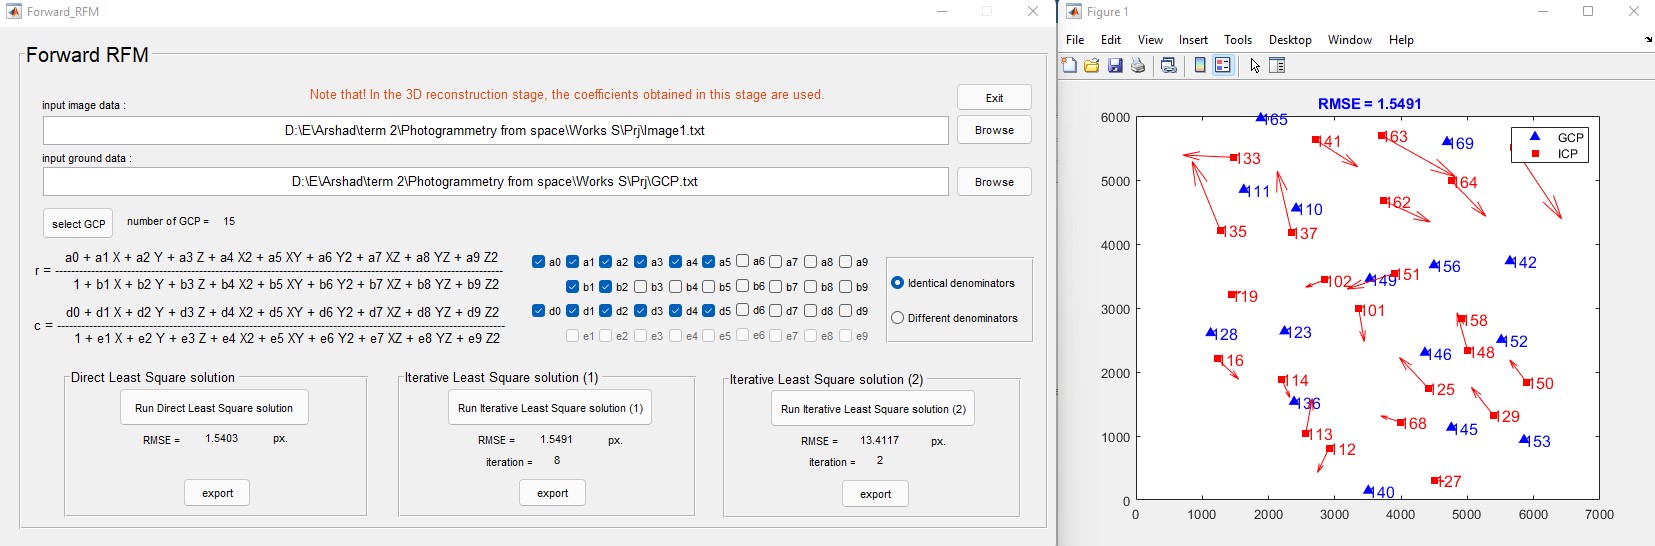 Forward_RFM
Forward RFM
Note that! In the 3D reconstruction stage, the coefficients obtained in this stage are used.
Exit
input image data :
D:\E\Arshad\term 2\Photogrammetry from space\Works S\Prj\Image1.txt
Browse
input ground data :
D:\E\Arshad\term 2\Photogrammetry from space\Works S\Prj\GCP.txt
Browse
select GCP
number of GCP = 15
r =
a0 + a1 X + a2 Y + a3 Z + a4 X2 + a5 XY + a6 Y2 + a7 XZ + a8 YZ + a9 Z2
1 + b1 X + b2 Y + b3 Z + b4 X2 + b5 XY + b6 Y2 + b7 XZ + b8 YZ + b9 Z2
c =
d0 + d1 X + d2 Y + d3 Z + d4 X2 + d5 XY + d6 Y2 + d7 XZ + d8 YZ + d9 Z2
1 + e1 X + e2 Y + e3 Z + e4 X2 + e5 XY + e6 Y2 + e7 XZ + e8 YZ + e9 Z2
a0 a1 a2 a3 a4 a5 a6 a7 a8 a9
b1 b2 b3 b4 b5 b6 b7 b8 b9
d0 d1 d2 d3 d4 d5 d6 d7 d8 d9
e1 e2 e3 e4 e5 e6 e7 e8 e9
Identical denominators
Different denominators
Direct Least Square solution
Run Direct Least Square solution
RMSE = 1.5403 px.
export
Iterative Least Square solution (1)
Run Iterative Least Square solution (1)
RMSE = 1.5491 px.
iteration = 8
export
Iterative Least Square solution (2)
Run Iterative Least Square solution (2)
RMSE = 13.4117 px.
iteration = 2
export
Figure 1
File Edit View Insert Tools Desktop Window Help
RMSE = 1.5491
GCP
ICP
6000
5000
4000
3000
2000
1000
0
0 1000 2000 3000 4000 5000 6000 7000
165
141
163
169
133
164
111
162
110
135
137
142
156
151
149
102
119
101
158
128
123
152
146
148
116
114
150
125
136
129
168
145
113
153
112
127
140